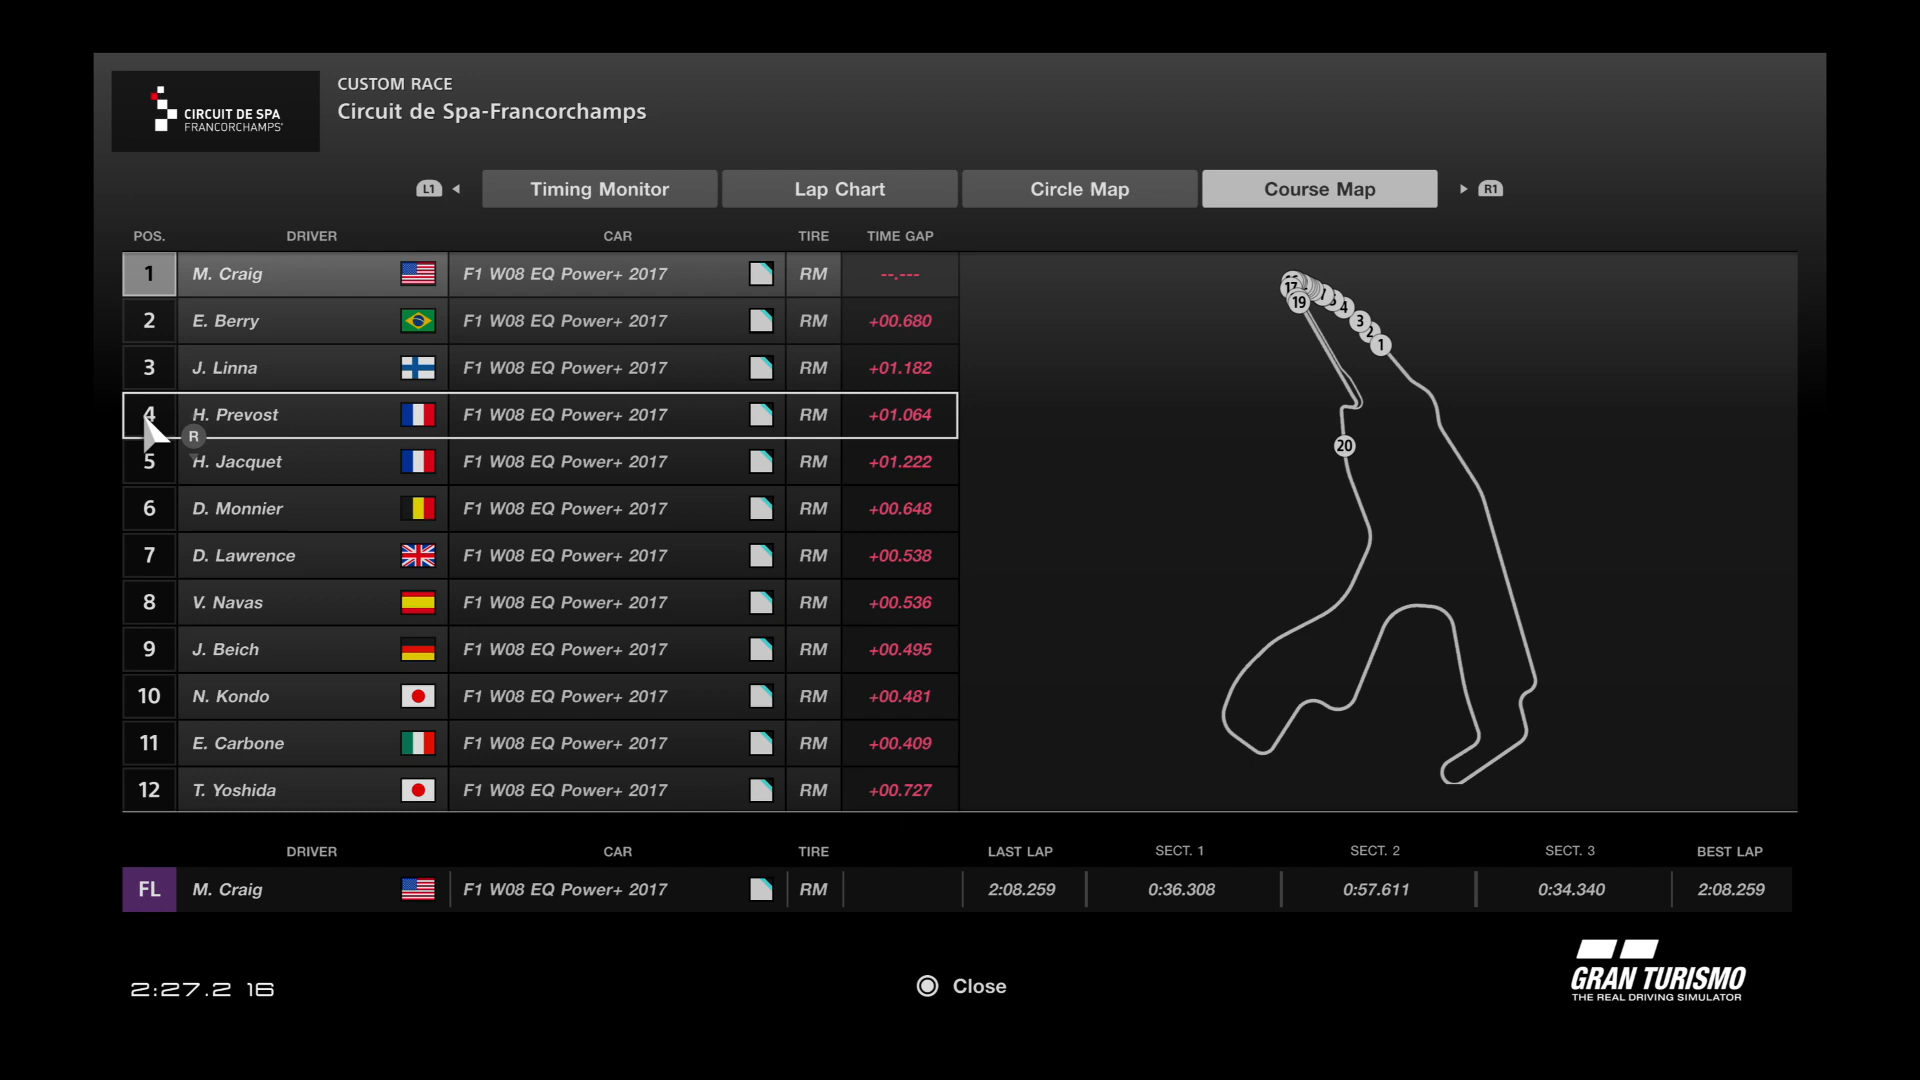 CIRCUIT DE SPA
FRANCORCHAMPS
CUSTOM RACE
Circuit de Spa-Francorchamps
L1 Timing Monitor Lap Chart Circle Map Course Map R1
POS. DRIVER CAR TIRE TIME GAP
1 M. Craig F1 W08 EQ Power+ 2017 RM --.---
2 E. Berry F1 W08 EQ Power+ 2017 RM +00.680
3 J. Linna F1 W08 EQ Power+ 2017 RM +01.182
4 H. Prevost F1 W08 EQ Power+ 2017 RM +01.064
R
5 H. Jacquet F1 W08 EQ Power+ 2017 RM +01.222
6 D. Monnier F1 W08 EQ Power+ 2017 RM +00.648
7 D. Lawrence F1 W08 EQ Power+ 2017 RM +00.538
8 V. Navas F1 W08 EQ Power+ 2017 RM +00.536
9 J. Beich F1 W08 EQ Power+ 2017 RM +00.495
10 N. Kondo F1 W08 EQ Power+ 2017 RM +00.481
11 E. Carbone F1 W08 EQ Power+ 2017 RM +00.409
12 T. Yoshida F1 W08 EQ Power+ 2017 RM +00.727
17
19
4
3
2
1
20
DRIVER CAR TIRE LAST LAP SECT. 1 SECT. 2 SECT. 3 BEST LAP
FL M. Craig F1 W08 EQ Power+ 2017 RM 2:08.259 0:36.308 0:57.611 0:34.340 2:08.259
2:27.2 16
Close
GRAN TURISMO
THE REAL DRIVING SIMULATOR